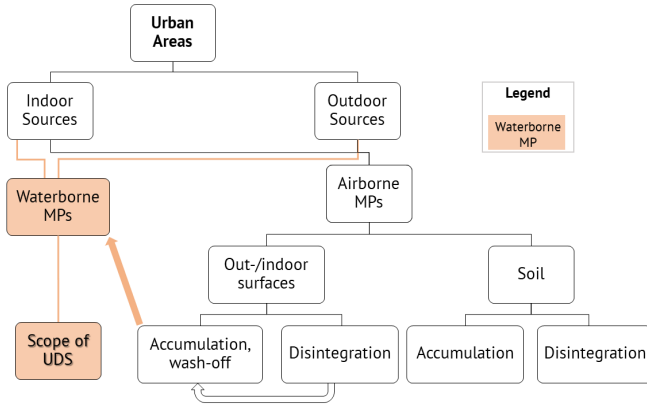 Urban
Areas
Indoor
Sources
Outdoor
Sources
Legend
Waterborne
MP
Waterborne
MPs
Airborne
MPs
Out-/indoor
surfaces
Soil
Scope of
UDS
Accumulation,
wash-off
Disintegration
Accumulation
Disintegration